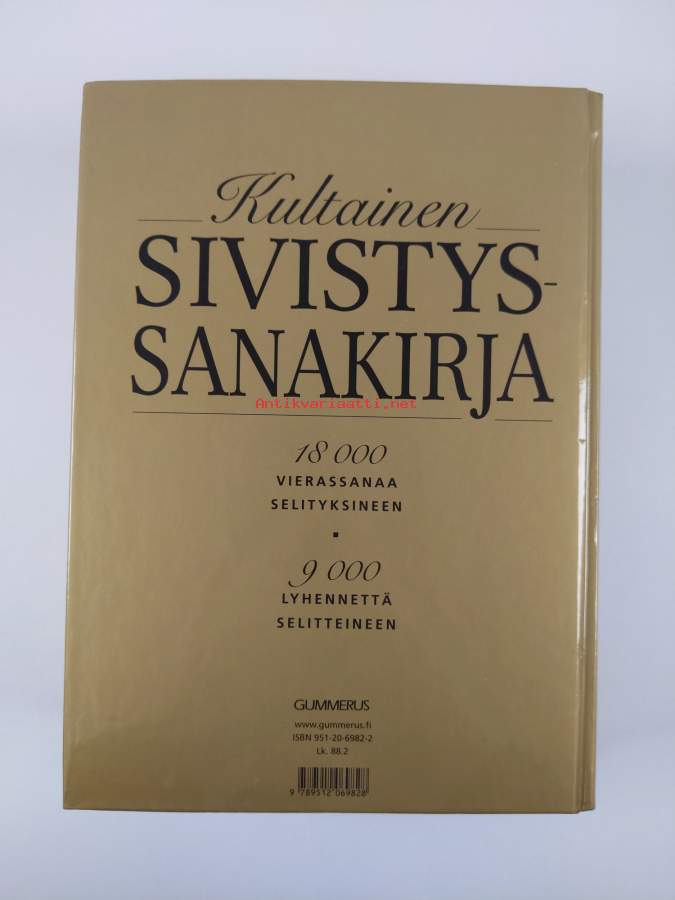 Kultainen
SIVISTYS-
SANAKIRJA
Antikvariaatti.net
18 000
VIERASSANAA
SELITYKSINEEN
9 000
LYHENNETTÄ
SELITTEINEEN
GUMMERUS
www.gummerus.fi
ISBN 951-20-6982-2
Lk. 88.2
9 789512 069828